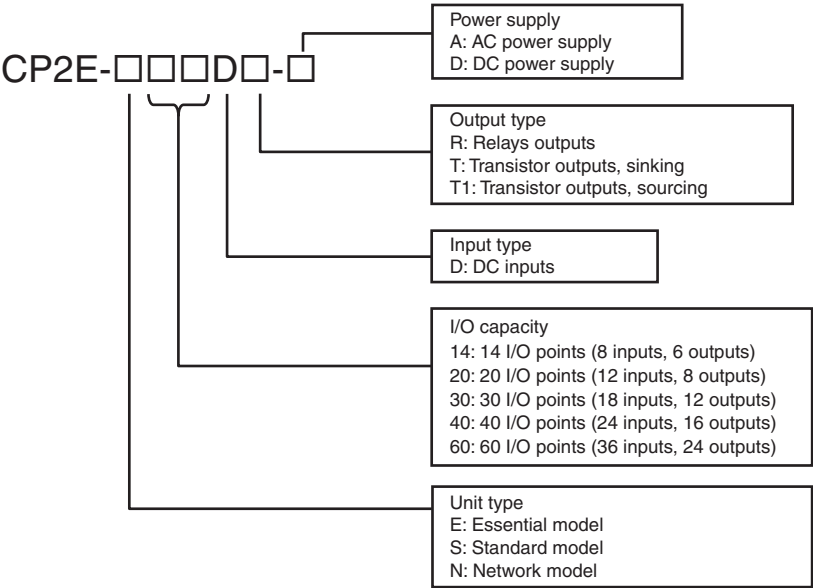 CP2E-□□□D□-□
Power supply
A: AC power supply
D: DC power supply
Output type
R: Relays outputs
T: Transistor outputs, sinking
T1: Transistor outputs, sourcing
Input type
D: DC inputs
I/O capacity
14: 14 I/O points (8 inputs, 6 outputs)
20: 20 I/O points (12 inputs, 8 outputs)
30: 30 I/O points (18 inputs, 12 outputs)
40: 40 I/O points (24 inputs, 16 outputs)
60: 60 I/O points (36 inputs, 24 outputs)
Unit type
E: Essential model
S: Standard model
N: Network model